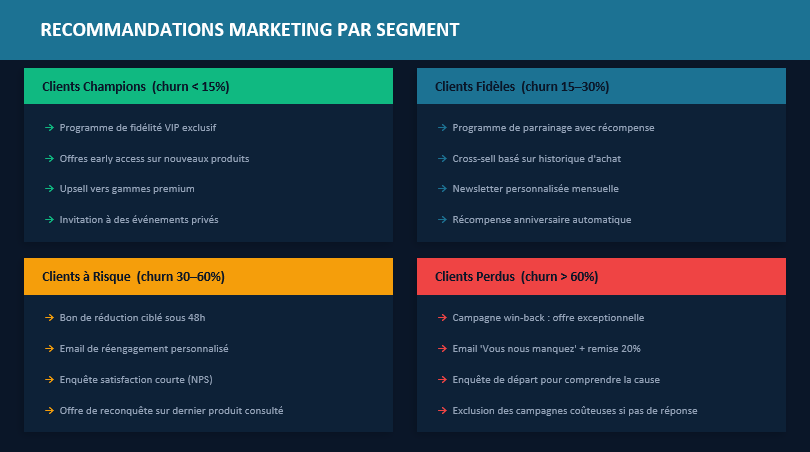 RECOMMANDATIONS MARKETING PAR SEGMENT
Clients Champions (churn < 15%)
→ Programme de fidélité VIP exclusif
→ Offres early access sur nouveaux produits
→ Upsell vers gammes premium
→ Invitation à des événements privés
Clients Fidèles (churn 15–30%)
→ Programme de parrainage avec récompense
→ Cross-sell basé sur historique d'achat
→ Newsletter personnalisée mensuelle
→ Récompense anniversaire automatique
Clients à Risque (churn 30–60%)
→ Bon de réduction ciblé sous 48h
→ Email de réengagement personnalisé
→ Enquête satisfaction courte (NPS)
→ Offre de reconquête sur dernier produit consulté
Clients Perdus (churn > 60%)
→ Campagne win-back : offre exceptionnelle
→ Email 'Vous nous manquez' + remise 20%
→ Enquête de départ pour comprendre la cause
→ Exclusion des campagnes coûteuses si pas de réponse